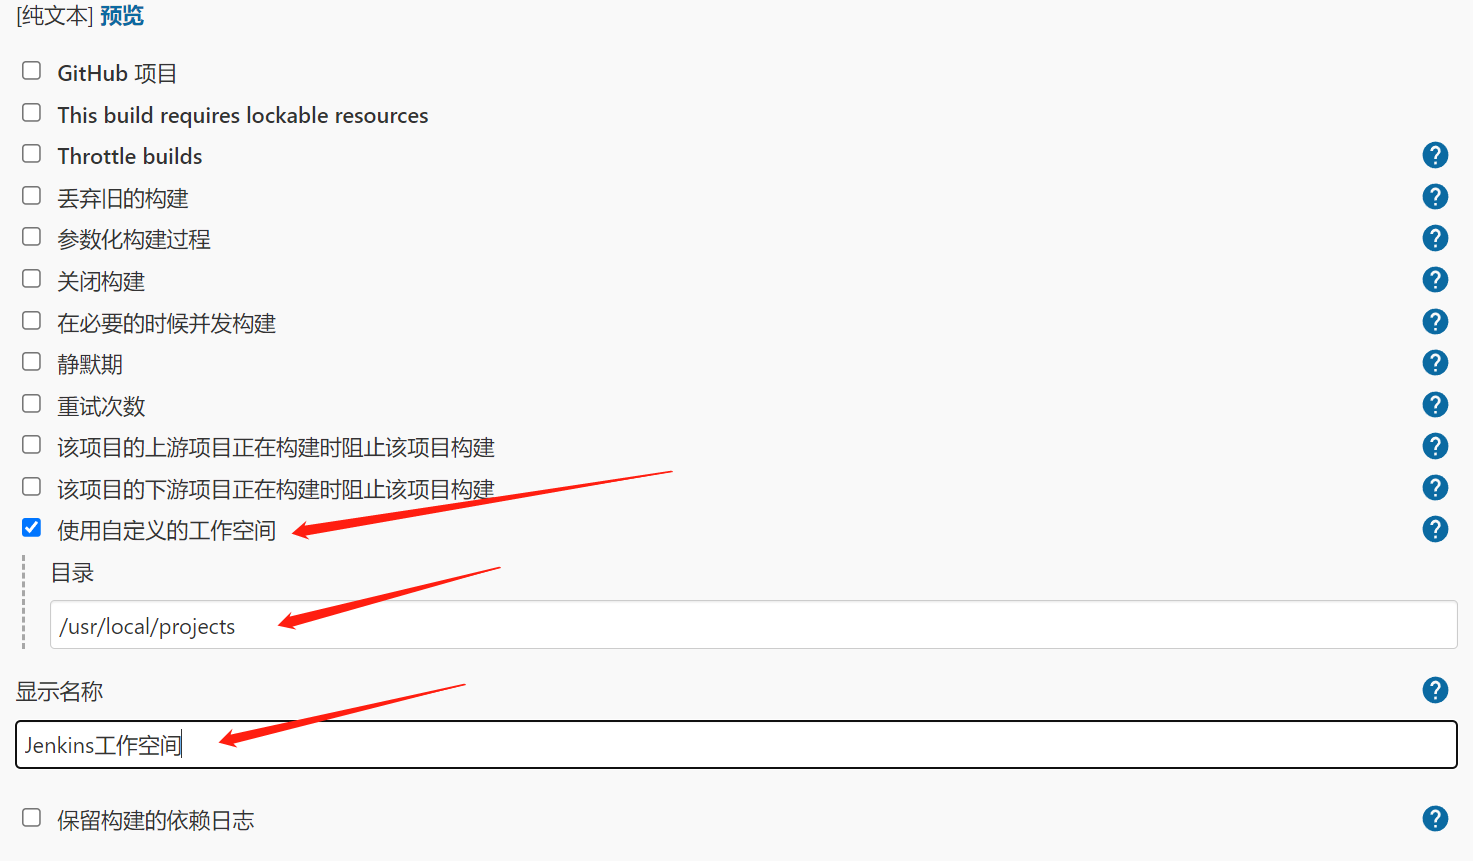 [纯文本] 预览
GitHub 项目
This build requires lockable resources
Throttle builds
丢弃旧的构建
参数化构建过程
关闭构建
在必要的时候并发构建
静默期
重试次数
该项目的上游项目正在构建时阻止该项目构建
该项目的下游项目正在构建时阻止该项目构建
使用自定义的工作空间
目录
/usr/local/projects
显示名称
Jenkins工作空间
保留构建的依赖日志